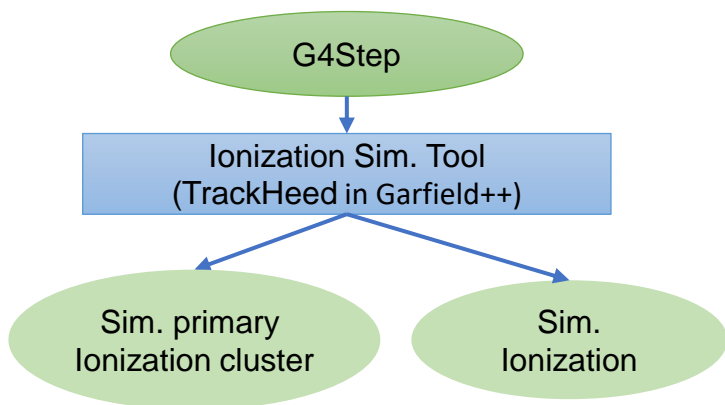 G4Step
Ionization Sim. Tool
(TrackHeed in Garfield++)
Sim. primary
Ionization cluster
Sim.
Ionization